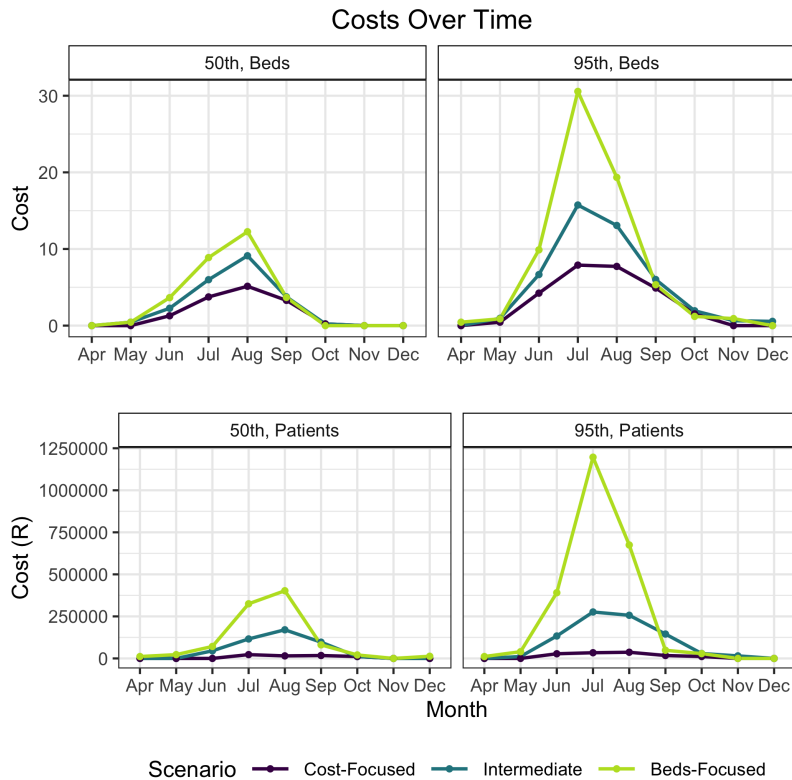 Costs Over Time
50th, Beds
95th, Beds
Cost
30
20
10
0
Apr May Jun Jul Aug Sep Oct Nov Dec
Apr May Jun Jul Aug Sep Oct Nov Dec
50th, Patients
95th, Patients
Cost (R)
1250000
1000000
750000
500000
250000
0
Apr May Jun Jul Aug Sep Oct Nov Dec
Apr May Jun Jul Aug Sep Oct Nov Dec
Month
Scenario Cost-Focused Intermediate Beds-Focused